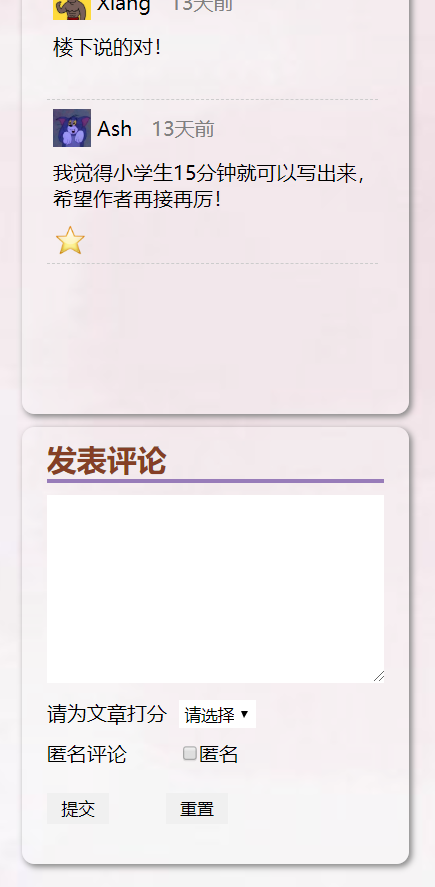 Xiang 13天前
楼下说的对！
Ash 13天前
我觉得小学生15分钟就可以写出来，
希望作者再接再厉！
发表评论
请为文章打分 请选择
匿名评论 匿名
提交 重置